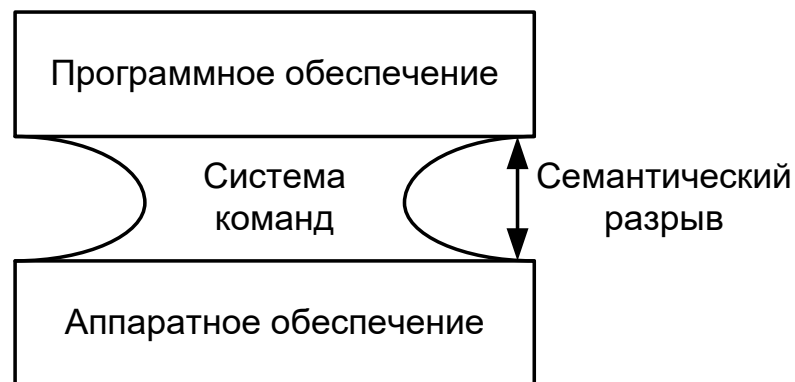 Программное обеспечение
Система
команд
Семантический
разрыв
Аппаратное обеспечение